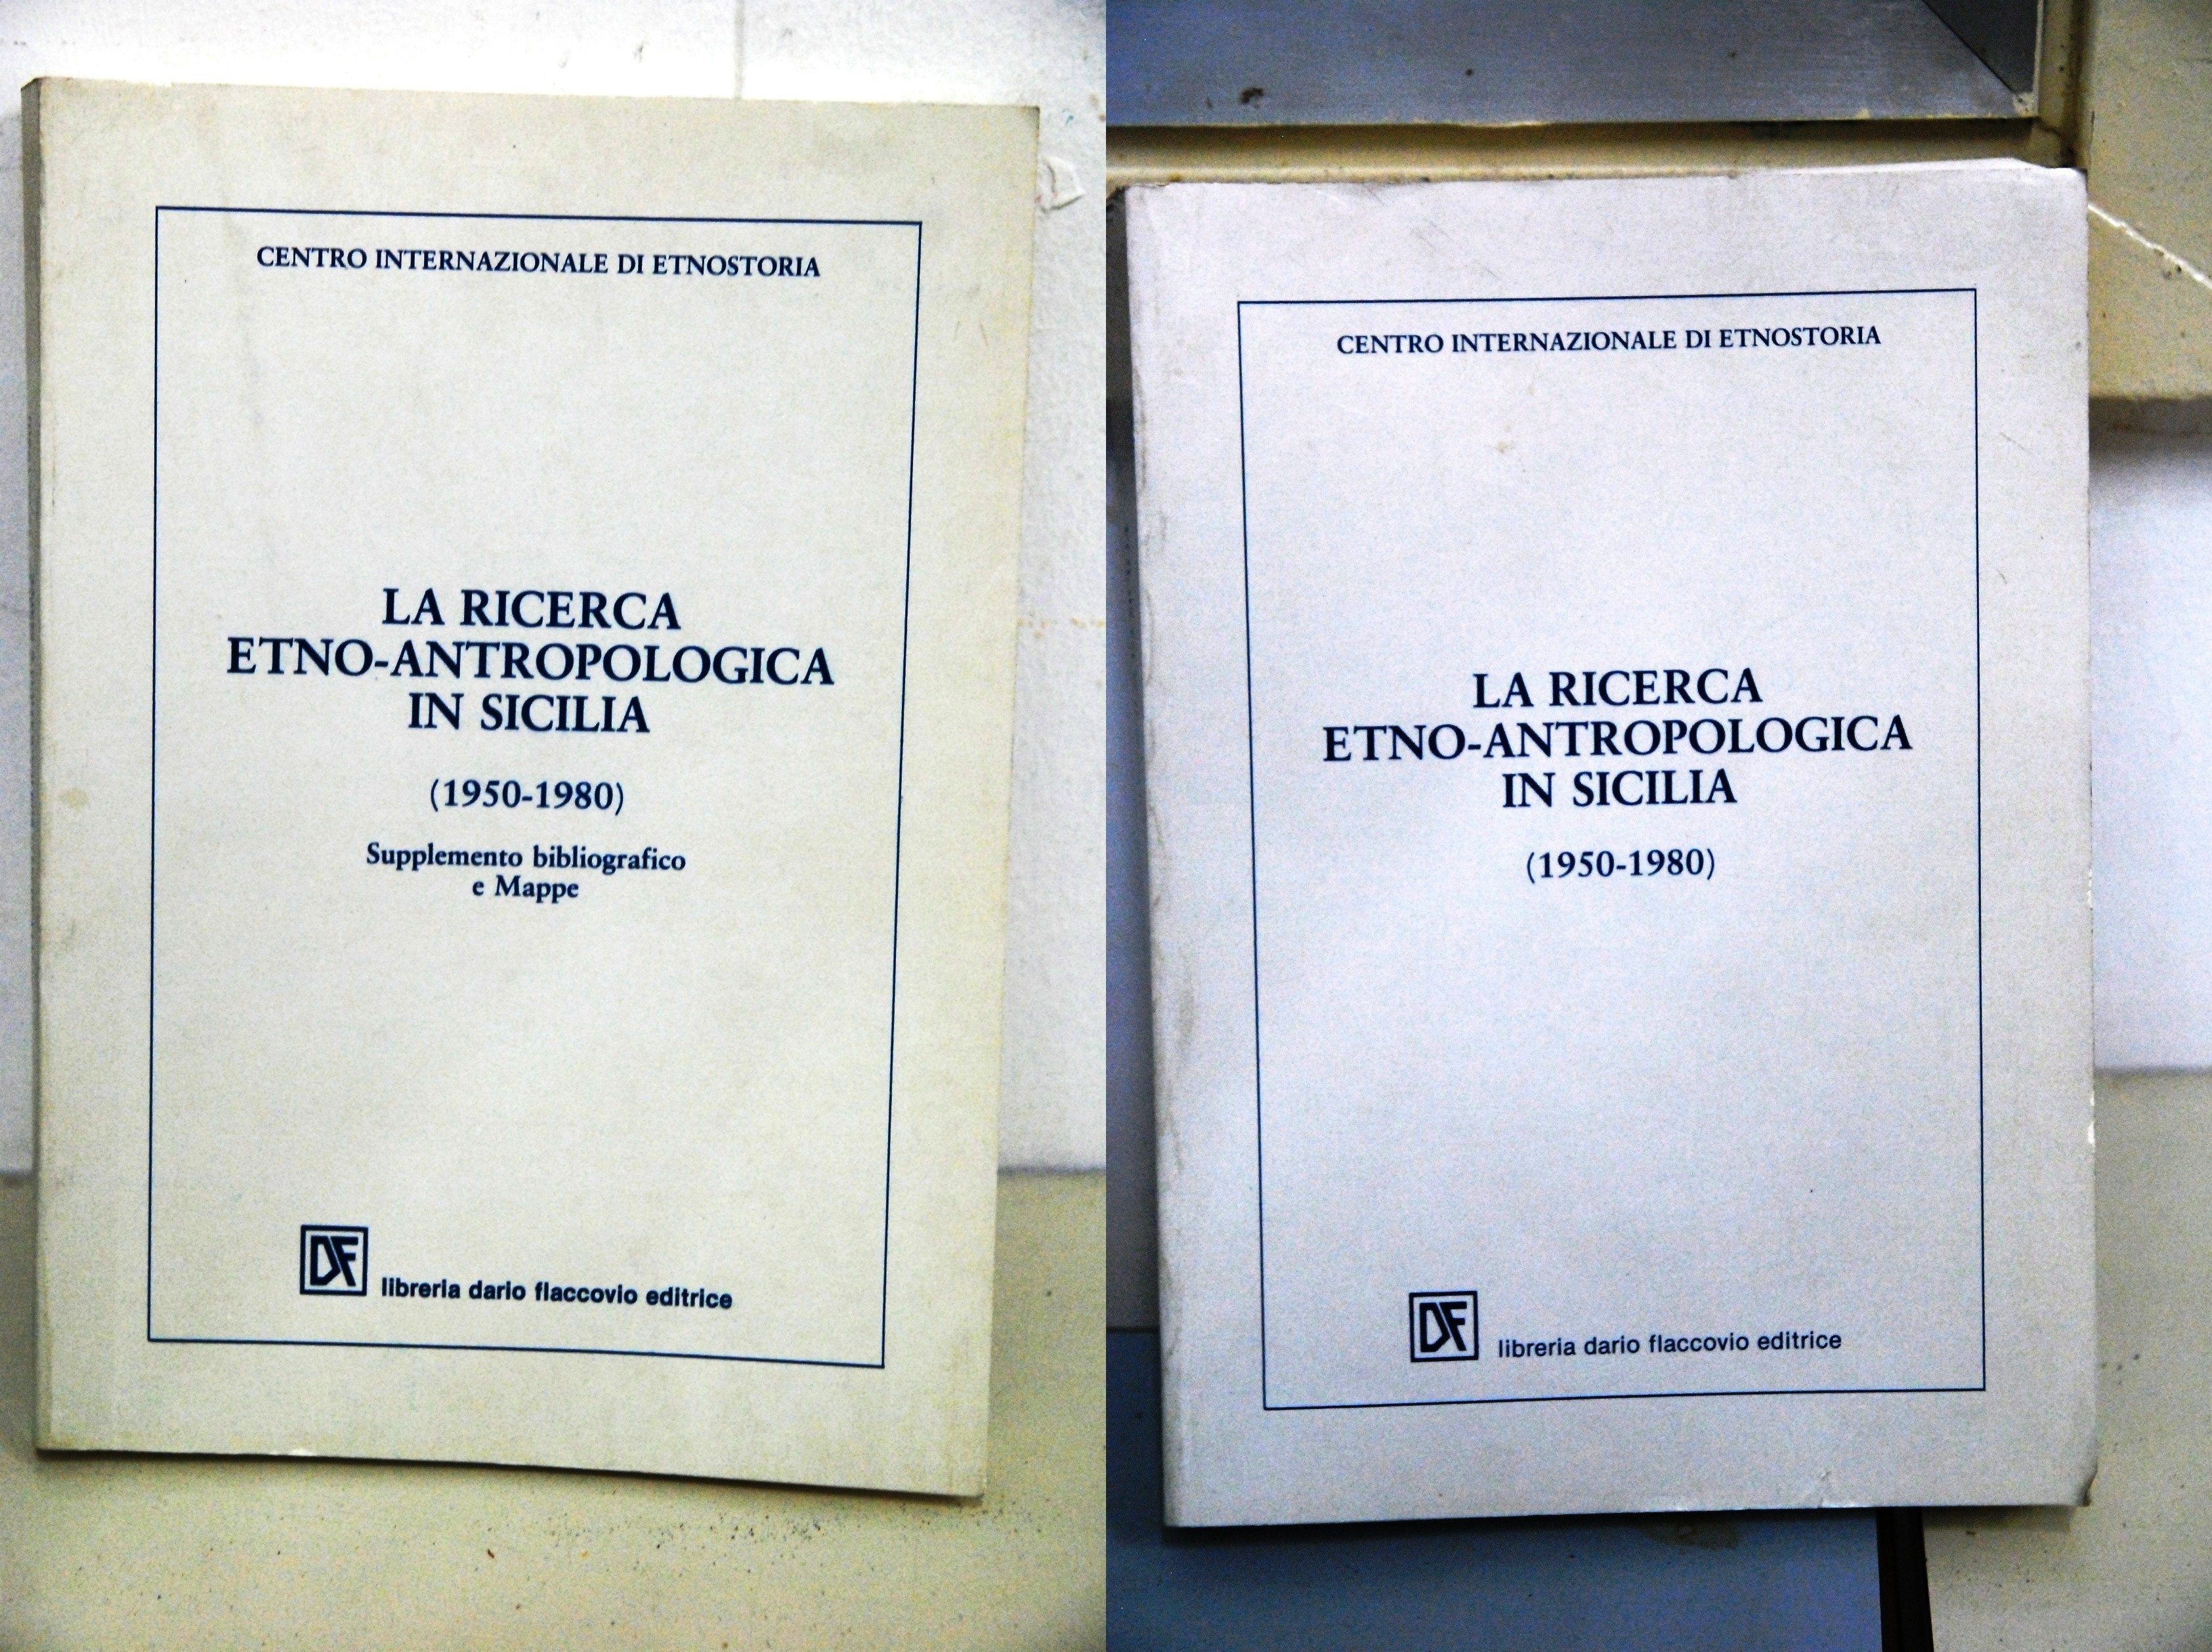 CENTRO INTERNAZIONALE DI ETNOSTORIA
LA RICERCA
ETNO-ANTROPOLOGICA
IN SICILIA
(1950-1980)
Supplemento bibliografico
e Mappe
DF
libreria dario flaccovio editrice
CENTRO INTERNAZIONALE DI ETNOSTORIA
LA RICERCA
ETNO-ANTROPOLOGICA
IN SICILIA
(1950-1980)
DF
libreria dario flaccovio editrice